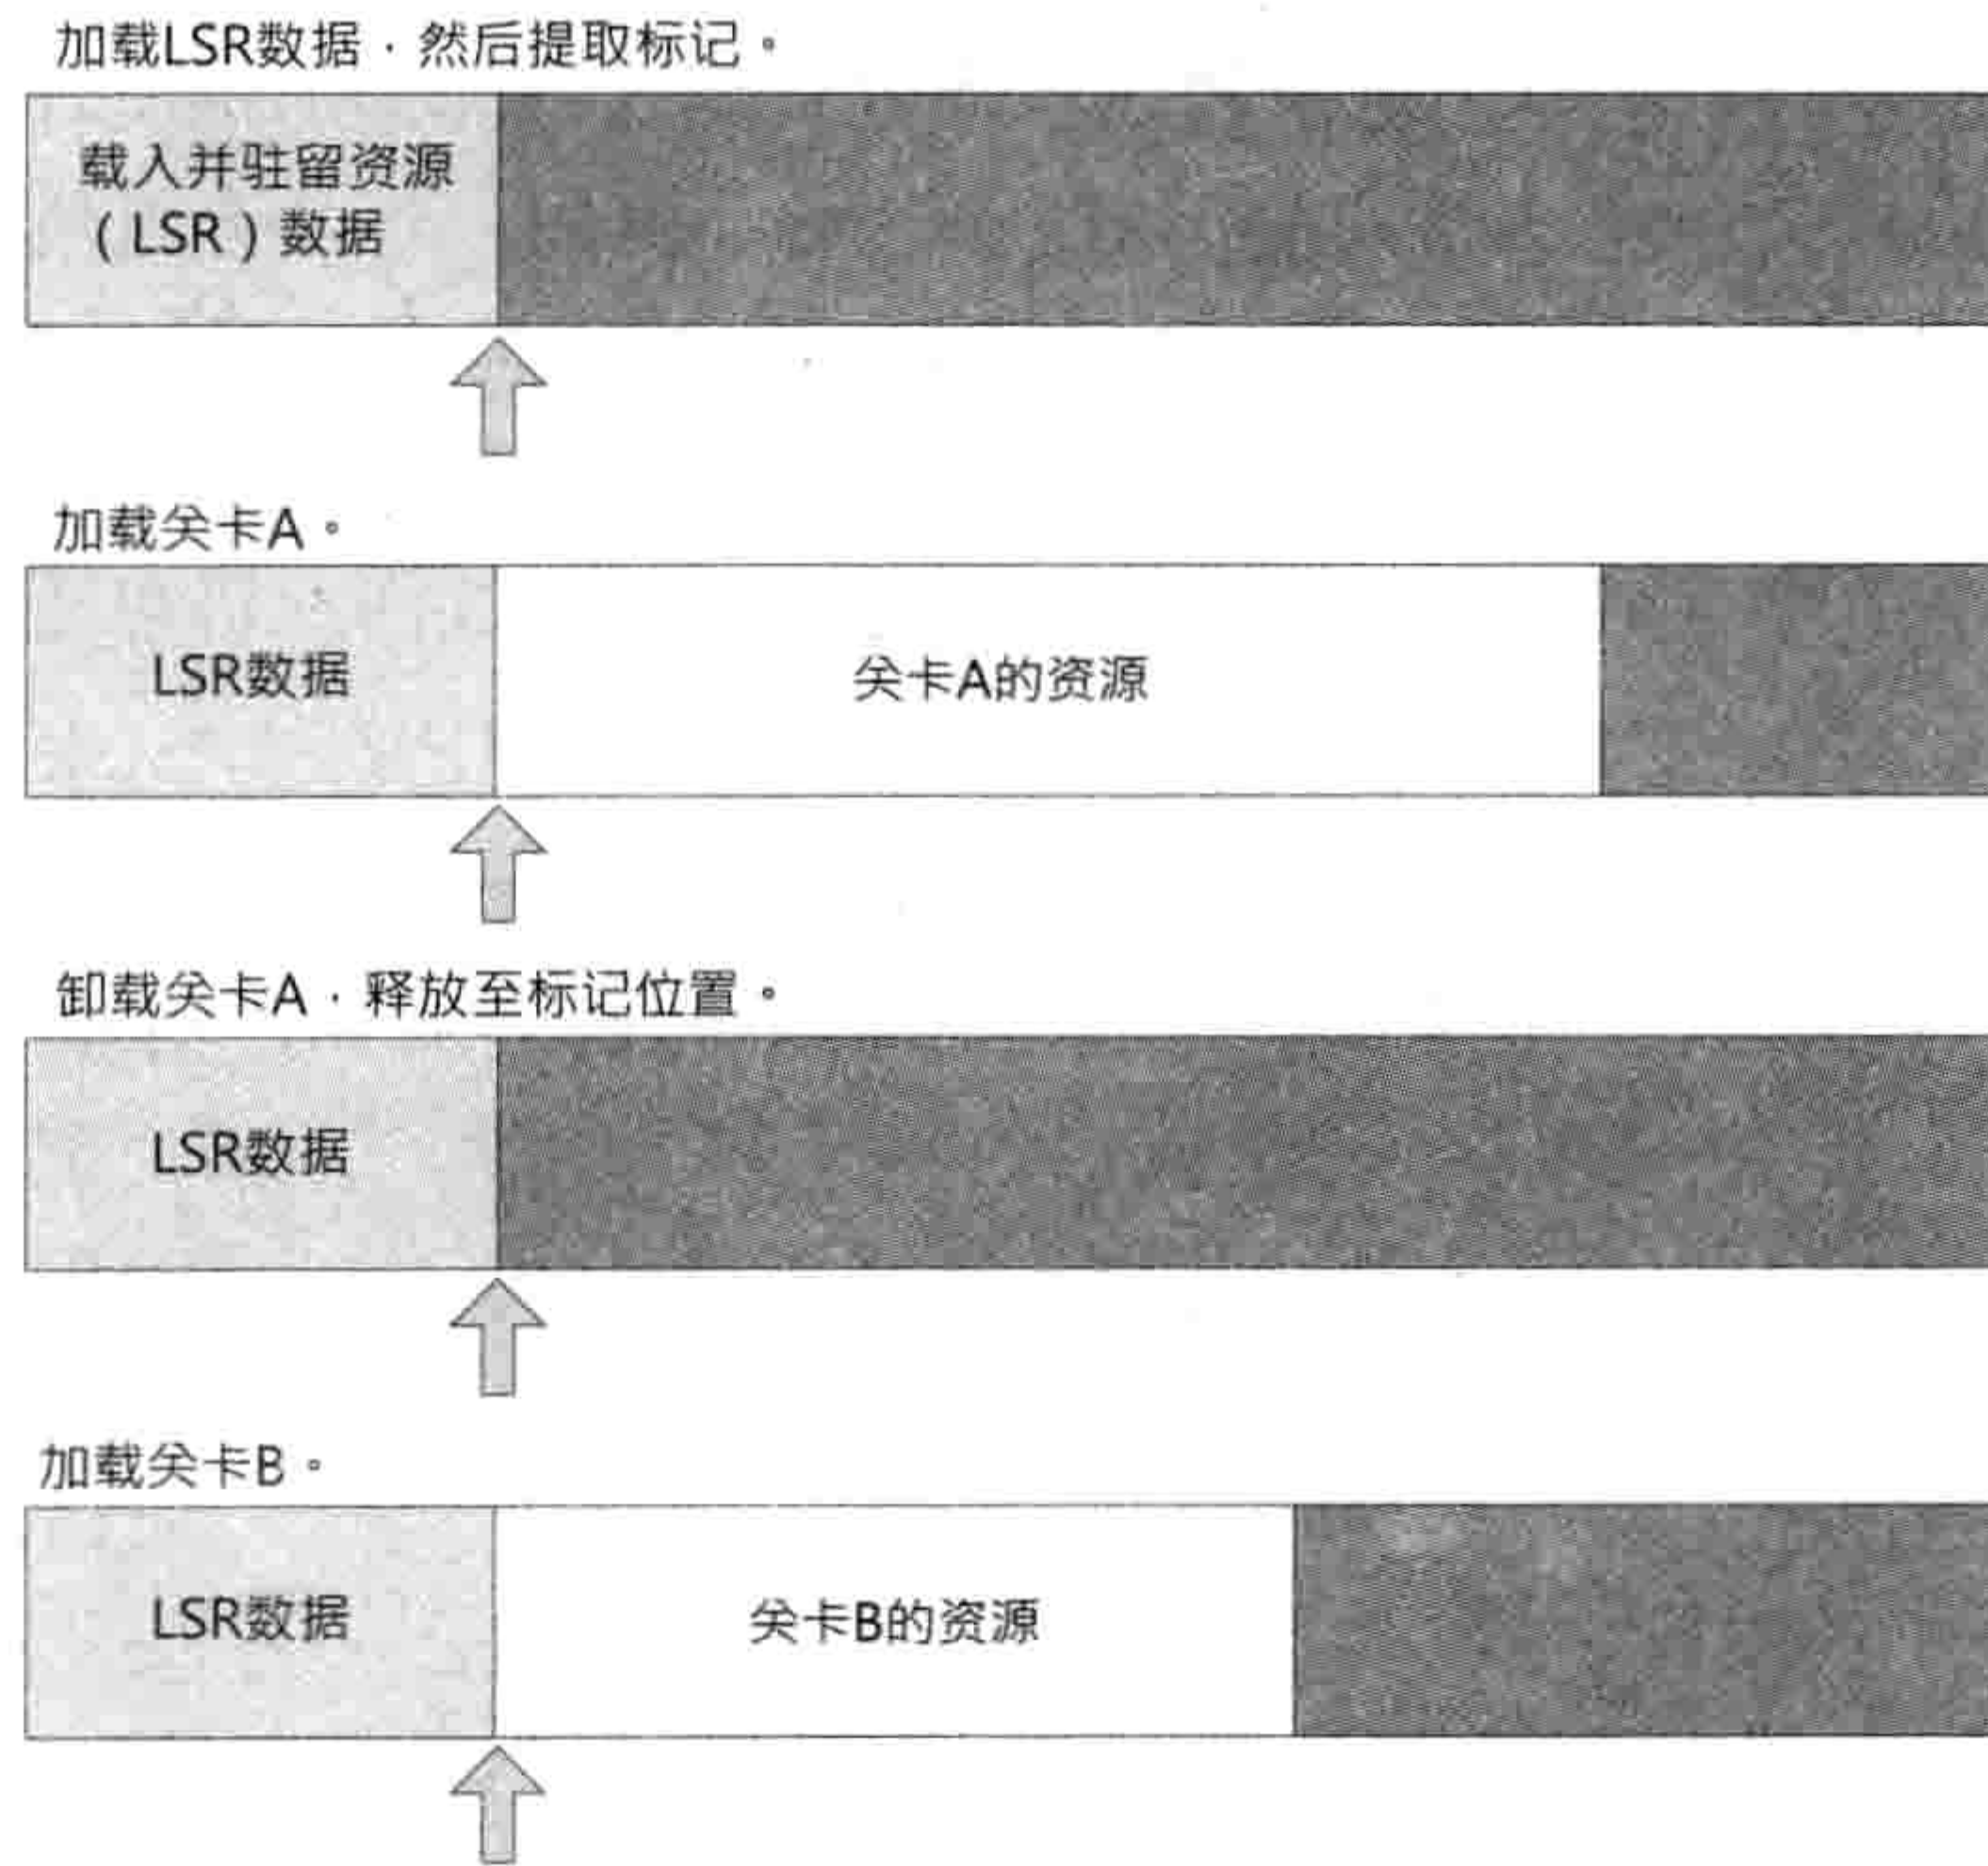 加载LSR数据，然后提取标记。
载入并驻留资源
（LSR）数据
加载关卡A。
LSR数据
关卡A的资源
卸载关卡A，释放至标记位置。
LSR数据
加载关卡B。
LSR数据
关卡B的资源